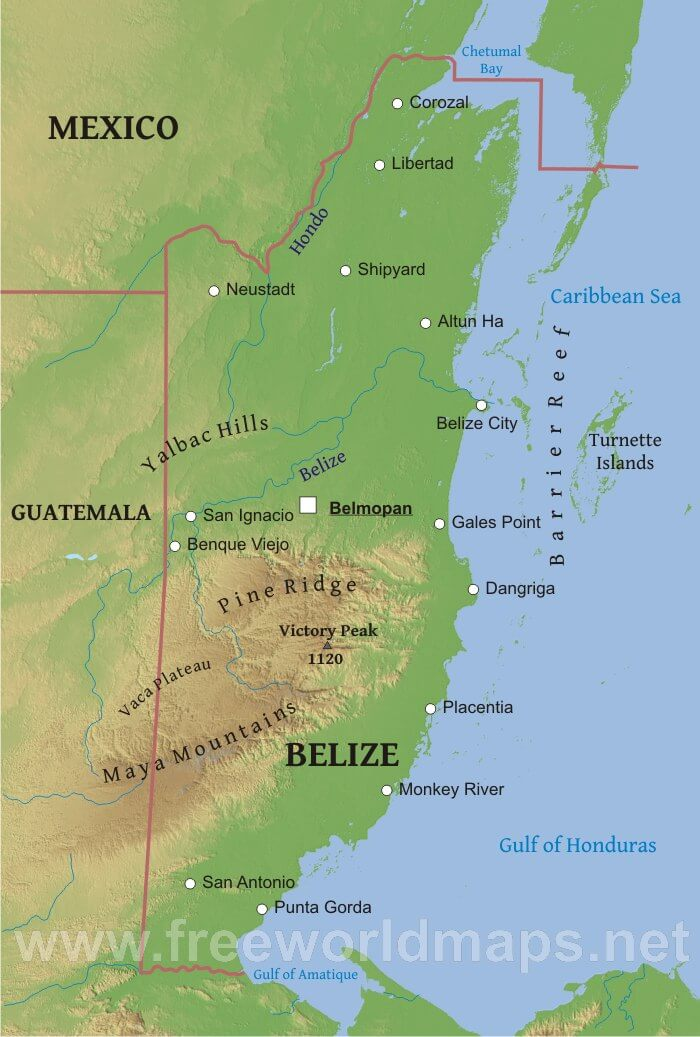 Chetumal
Bay
Corozal
MEXICO
Libertad
Hondo
Shipyard
Neustadt
Caribbean Sea
Altun Ha
Barrier Reef
Belize City
Yalbac Hills
Turnette
Islands
Belize
GUATEMALA
San Ignacio
Belmopan
Gales Point
Benque Viejo
Pine Ridge
Dangriga
Victory Peak
1120
Vaca Plateau
Placentia
Maya Mountains
BELIZE
Monkey River
Gulf of Honduras
San Antonio
Punta Gorda
www.freeworldmaps.net
Gulf of Amatique